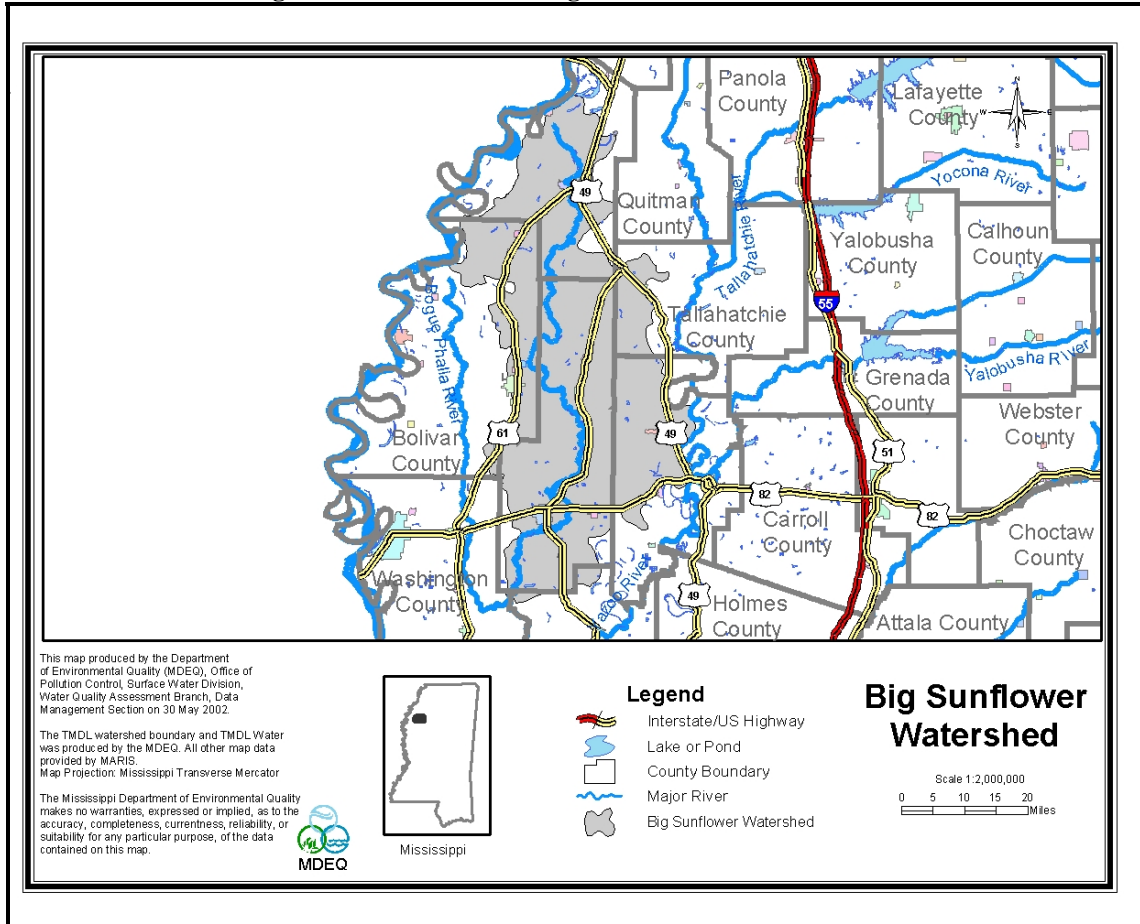 Panola
County
Lafayette
County
N
W
E
S
49
Quitman
County
Yocona River
Tallahatchie River
Yalobusha
County
Calhoun
County
55
Bogue Phalia River
Tallahatchie
County
Yalobusha River
Grenada
County
Webster
County
61
49
51
Bolivar
County
82
82
Carroll
County
Choctaw
County
Washington
County
Yazoo River
49
Holmes
County
Attala County
This map produced by the Department
of Environmental Quality (MDEQ), Office of
Pollution Control, Surface Water Division,
Water Quality Assessment Branch, Data
Management Section on 30 May 2002.
The TMDL watershed boundary and TMDL Water
was produced by the MDEQ. All other map data
provided by MARIS.
Map Projection: Mississippi Transverse Mercator
The Mississippi Department of Environmental Quality
makes no warranties, expressed or implied, as to the
accuracy, completeness, currentness, reliability, or
suitability for any particular purpose, of the data
contained on this map.
MDEQ
Mississippi
Legend
Interstate/US Highway
Lake or Pond
County Boundary
Major River
Big Sunflower Watershed
Big Sunflower
Watershed
Scale 1:2,000,000
0 5 10 15 20
Miles